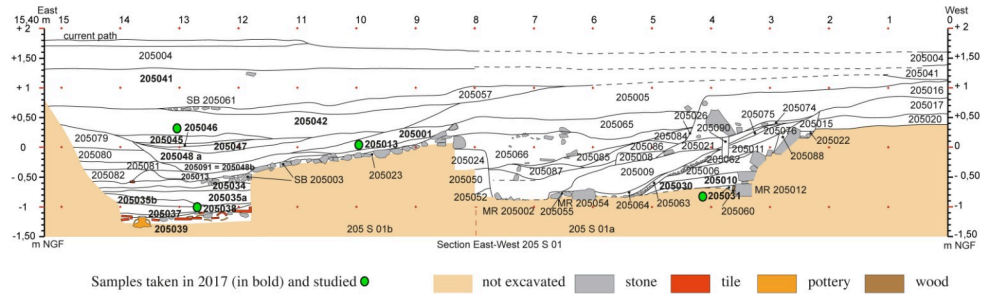 East West
15,40 m 15 14 13 12 11 10 9 8 7 6 5 4 3 2 1 0
+ 2 current path + 2
+1,50 205004 205004 +1,50
205041 205041
+ 1 SB 205061 205057 205005 205016 + 1
205042 205026 205075 205074 205017
+0,50 205046 205065 205090 205015 205020 +0,50
205079 205045 205047 205001 205084 205076 205022
0 205013 205086 205021 205011 0
205080 205048 a 205024 205066 205085 205008 205082 205088
205081 205091 = 205048b 205087 205009 205006
-0,50 205082 205013 205023 205050 205010 -0,50
205034 SB 205003 205030 MR 205012
205035b 205035a 205052 MR 205054 205063 205031
-1 205037 205038 MR 205002 205055 205064 205060 -1
205039 205 S 01b 205 S 01a
-1,50 -1,50
m NGF Section East-West 205 S 01 m NGF
Samples taken in 2017 (in bold) and studied not excavated stone tile pottery wood